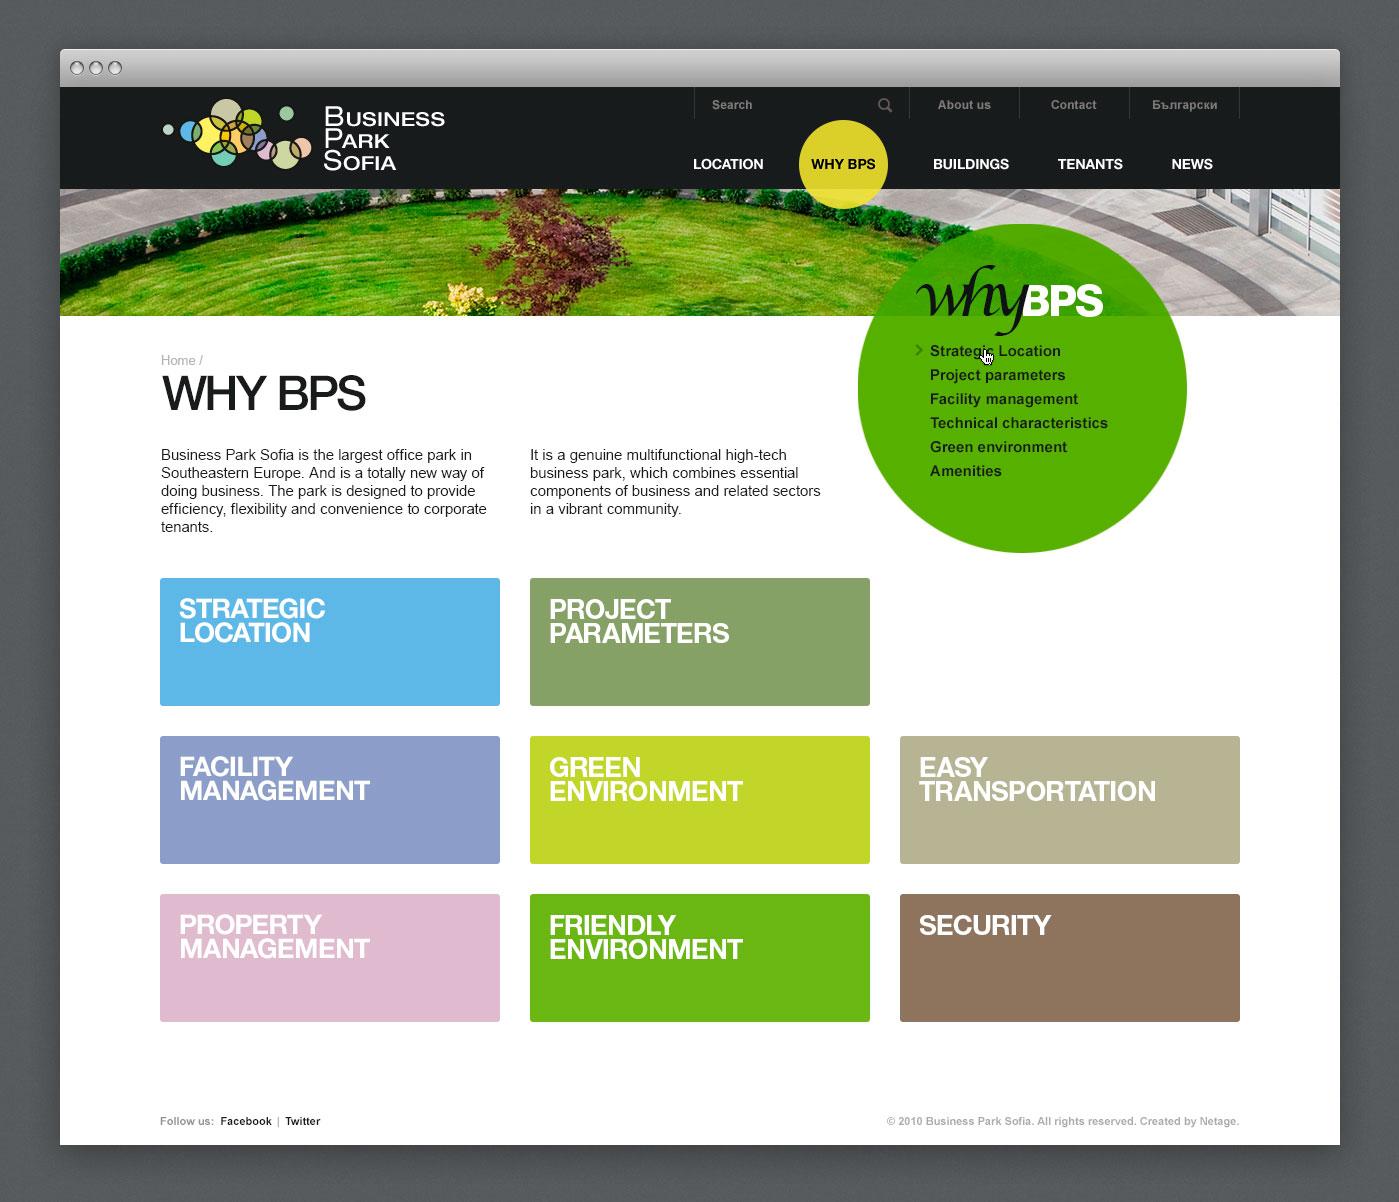 BUSINESS
PARK
SOFIA
Search
About us
Contact
Български
LOCATION
WHY BPS
BUILDINGS
TENANTS
NEWS
whyBPS
Strategic Location
Project parameters
Facility management
Technical characteristics
Green environment
Amenities
Home /
WHY BPS
Business Park Sofia is the largest office park in
Southeastern Europe. And is a totally new way of
doing business. The park is designed to provide
efficiency, flexibility and convenience to corporate
tenants.
It is a genuine multifunctional high-tech
business park, which combines essential
components of business and related sectors
in a vibrant community.
STRATEGIC
LOCATION
PROJECT
PARAMETERS
FACILITY
MANAGEMENT
GREEN
ENVIRONMENT
EASY
TRANSPORTATION
PROPERTY
MANAGEMENT
FRIENDLY
ENVIRONMENT
SECURITY
Follow us: Facebook | Twitter
© 2010 Business Park Sofia. All rights reserved. Created by Netage.